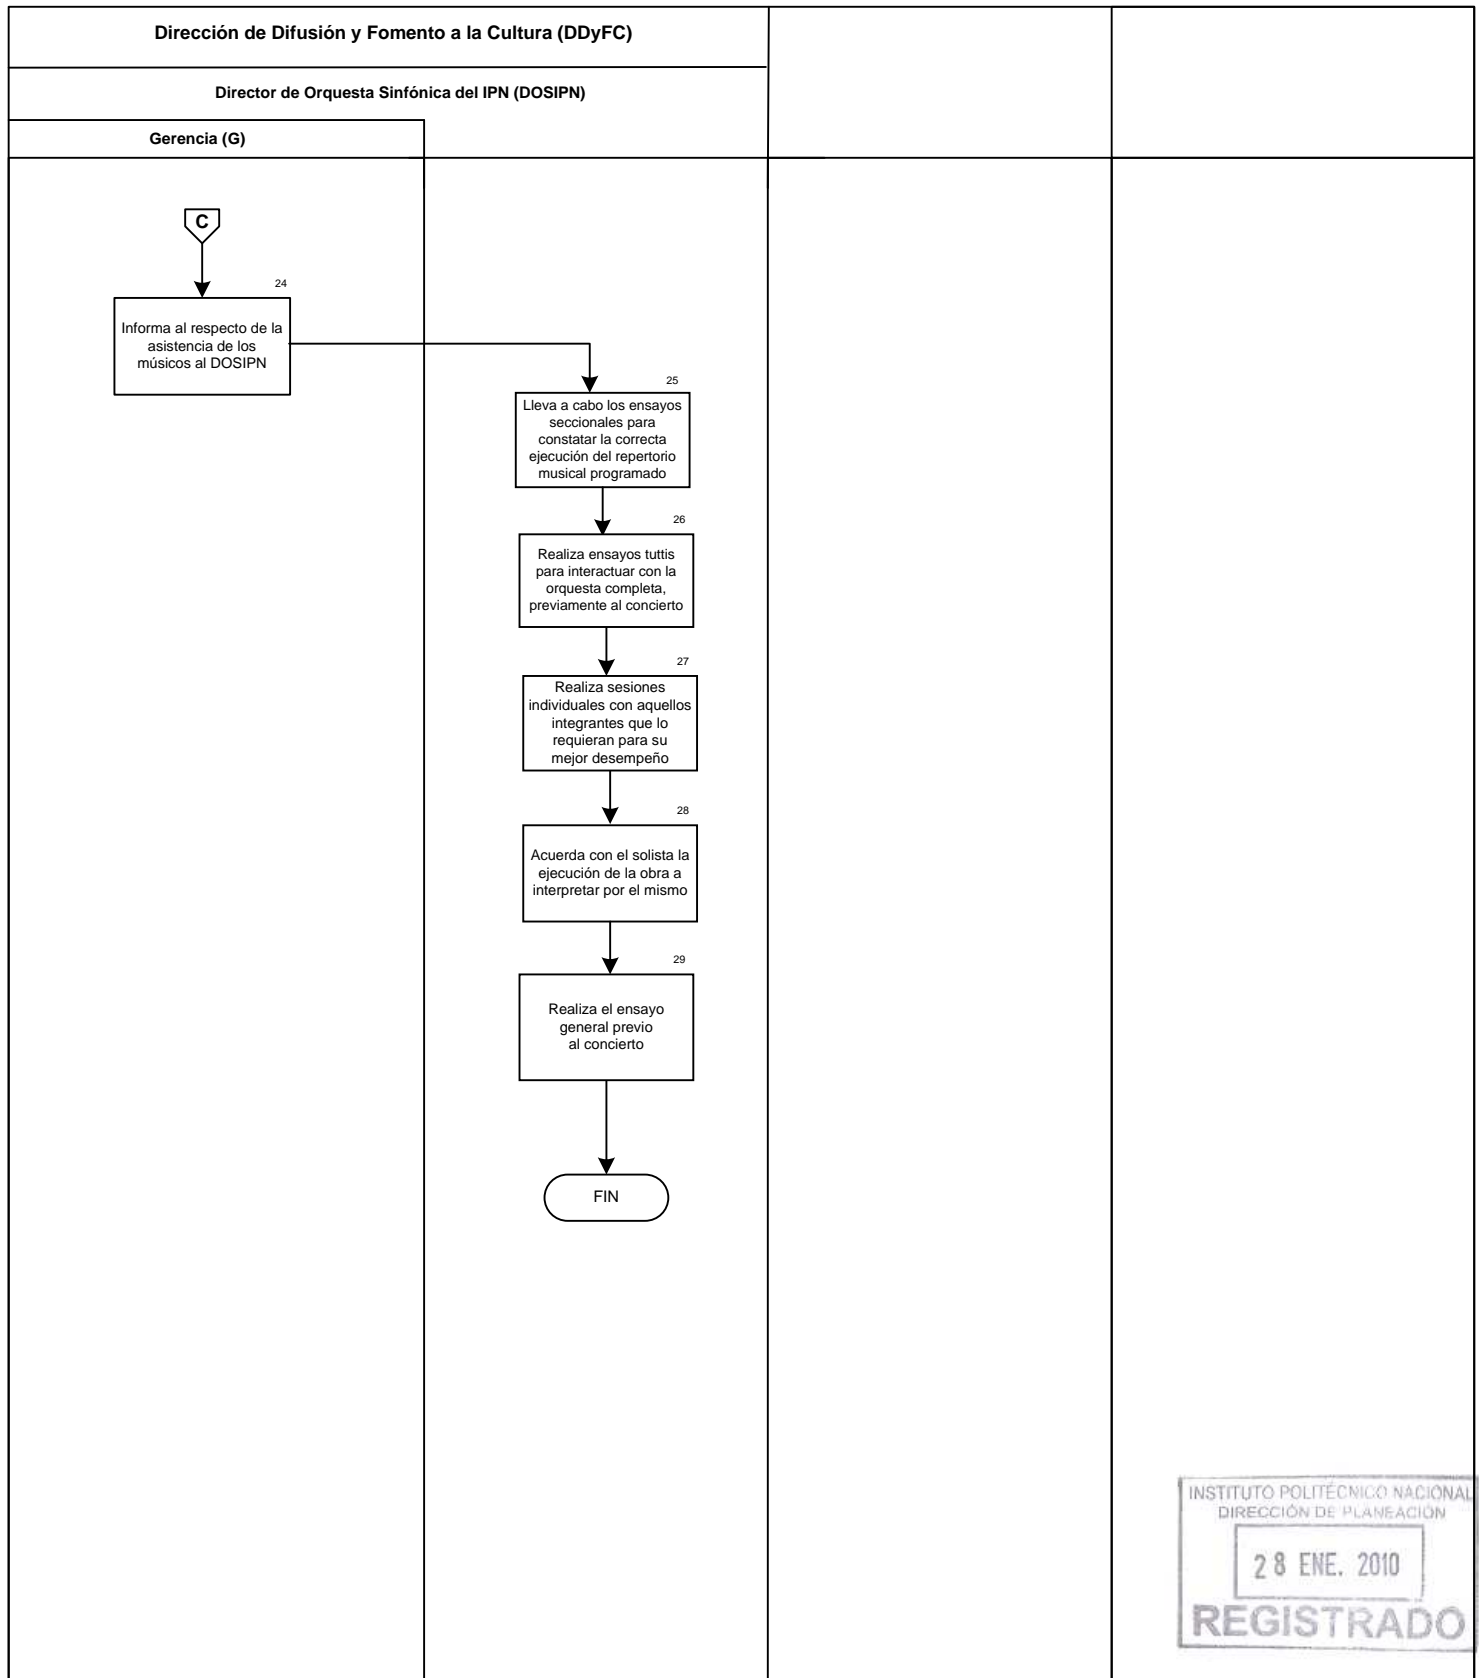 Dirección de Difusión y Fomento a la Cultura (DDyFC)
Director de Orquesta Sinfónica del IPN (DOSIPN)
Gerencia (G)
C
24
Informa al respecto de la
asistencia de los
músicos al DOSIPN
25
Lleva a cabo los ensayos
seccionales para
constatar la correcta
ejecución del repertorio
musical programado
26
Realiza ensayos tuttis
para interactuar con la
orquesta completa,
previamente al concierto
27
Realiza sesiones
individuales con aquellos
integrantes que lo
requieran para su
mejor desempeño
28
Acuerda con el solista la
ejecución de la obra a
interpretar por el mismo
29
Realiza el ensayo
general previo
al concierto
FIN
INSTITUTO POLITÉCNICO NACIONAL
DIRECCIÓN DE PLANEACIÓN
28 ENE. 2010
REGISTRADO